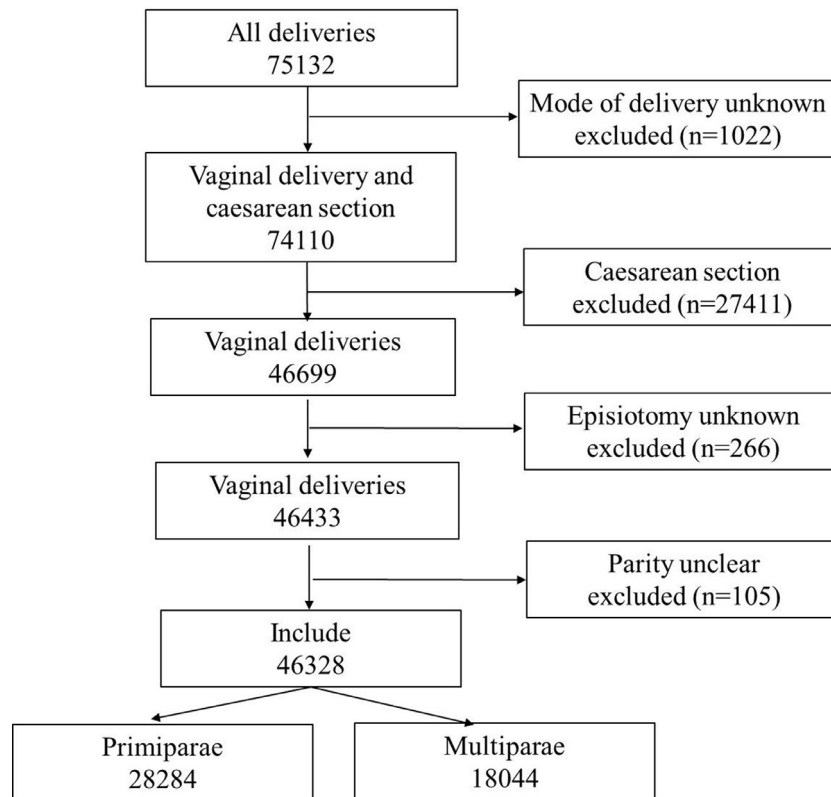 All deliveries
75132
Mode of delivery unknown
excluded (n=1022)
Vaginal delivery and
caesarean section
74110
Caesarean section
excluded (n=27411)
Vaginal deliveries
46699
Episiotomy unknown
excluded (n=266)
Vaginal deliveries
46433
Parity unclear
excluded (n=105)
Include
46328
Primiparae
28284
Multiparae
18044